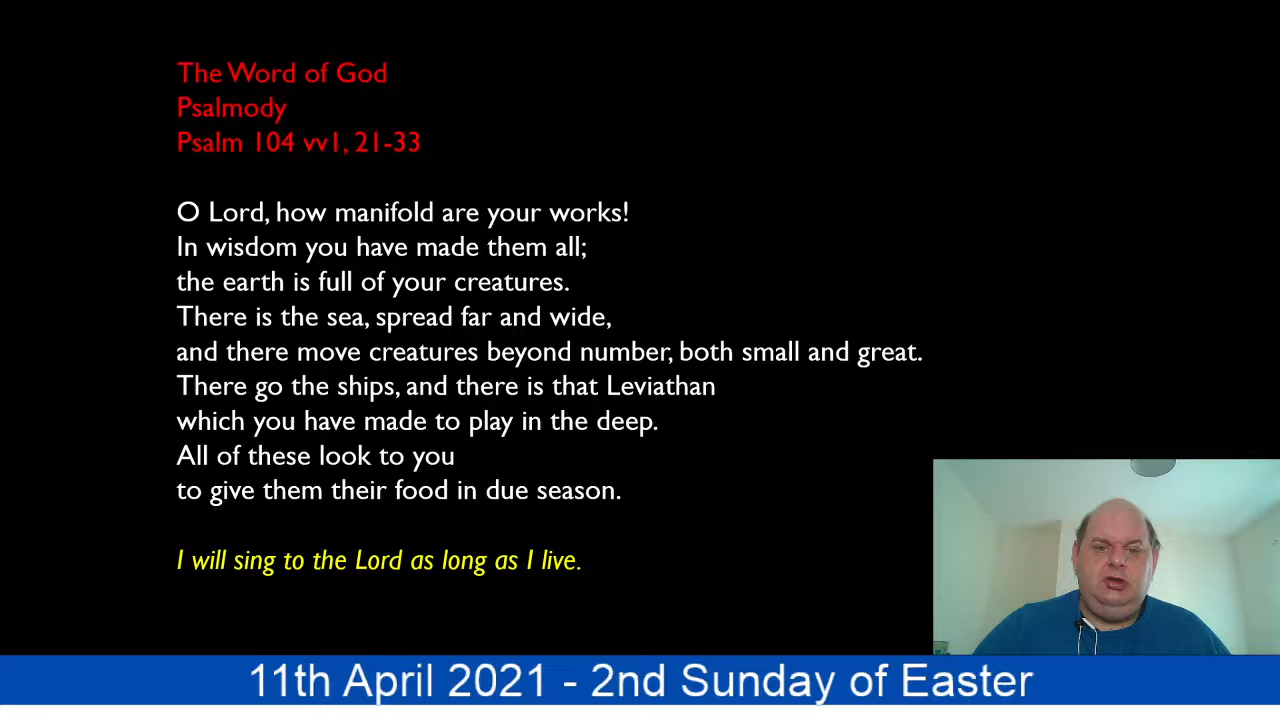 The Word of God
Psalmody
Psalm 104 vv1, 21-33
O Lord, how manifold are your works!
In wisdom you have made them all;
the earth is full of your creatures.
There is the sea, spread far and wide,
and there move creatures beyond number, both small and great.
There go the ships, and there is that Leviathan
which you have made to play in the deep.
All of these look to you
to give them their food in due season.
I will sing to the Lord as long as I live.
11th April 2021 - 2nd Sunday of Easter